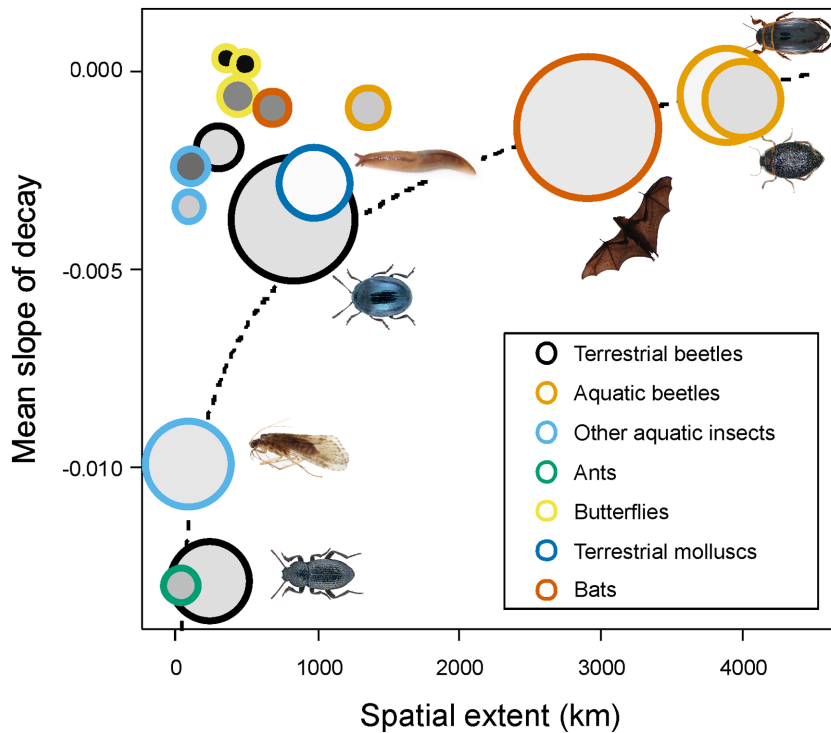 0.000
-0.005
-0.010
Mean slope of decay
Terrestrial beetles
Aquatic beetles
Other aquatic insects
Ants
Butterflies
Terrestrial molluscs
Bats
0
1000
2000
3000
4000
Spatial extent (km)